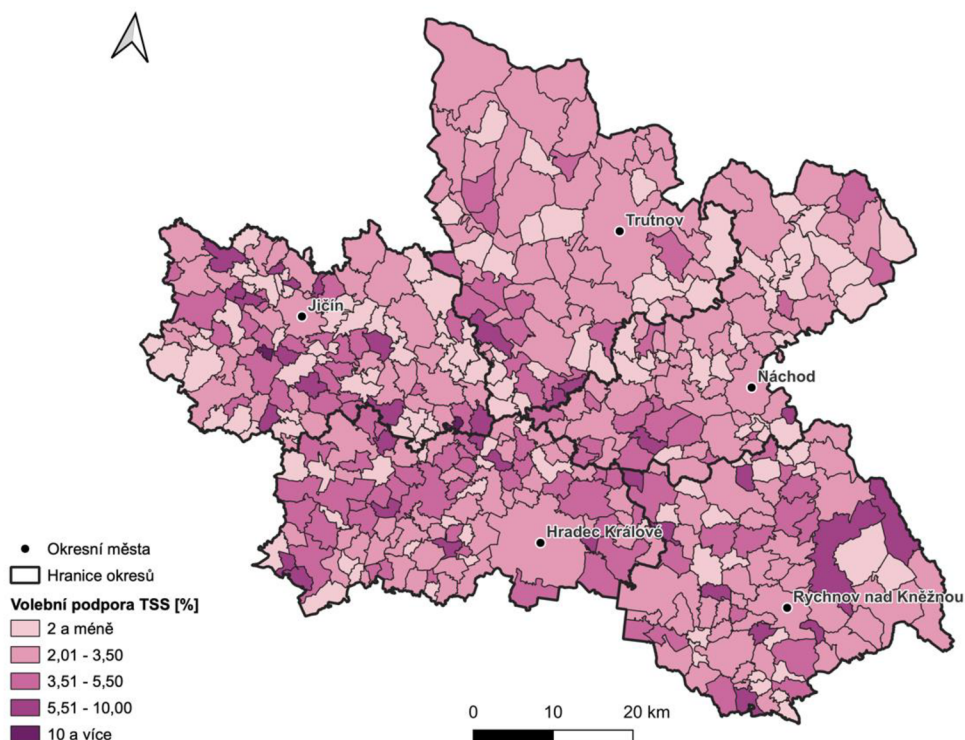 Trutnov
Jičín
Náchod
Hradec Králové
Rychnov nad Kněžnou
Okresní města
Hranice okresů
Volební podpora TSS [%]
2 a méně
2,01 - 3,50
3,51 - 5,50
5,51 - 10,00
10 a více
0 10 20 km